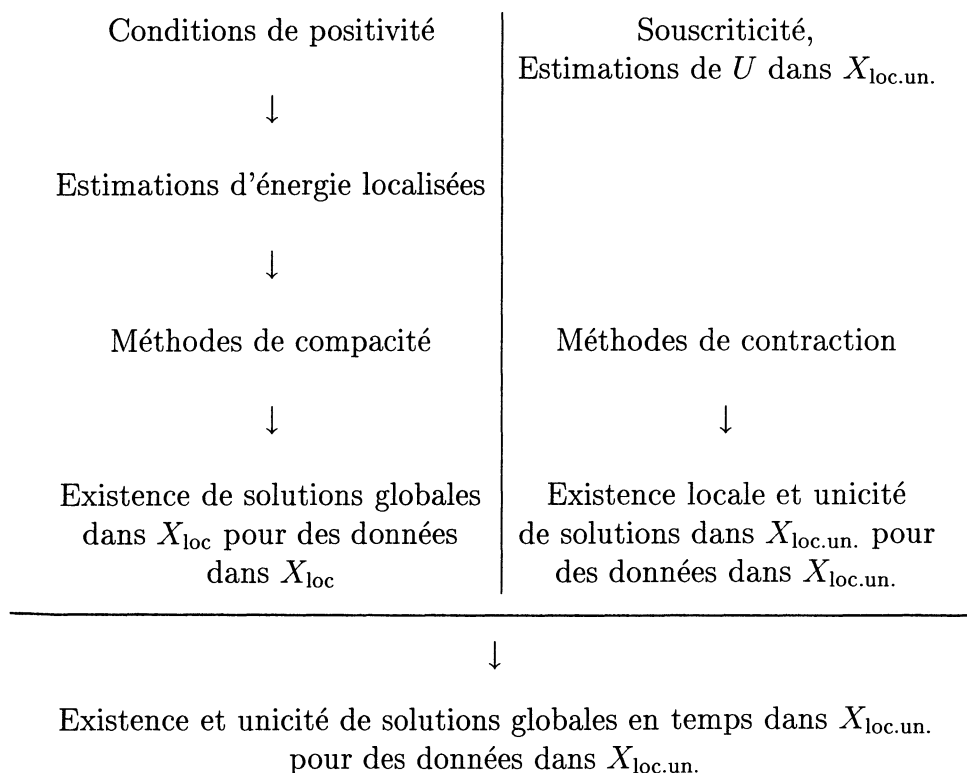 Conditions de positivité
↓
Estimations d'énergie localisées
↓
Méthodes de compacité
↓
Existence de solutions globales
dans X_loc pour des données
dans X_loc
Souscriticité,
Estimations de U dans X_loc.un.
Méthodes de contraction
↓
Existence locale et unicité
de solutions dans X_loc.un. pour
des données dans X_loc.un.
↓
Existence et unicité de solutions globales en temps dans X_loc.un.
pour des données dans X_loc.un.